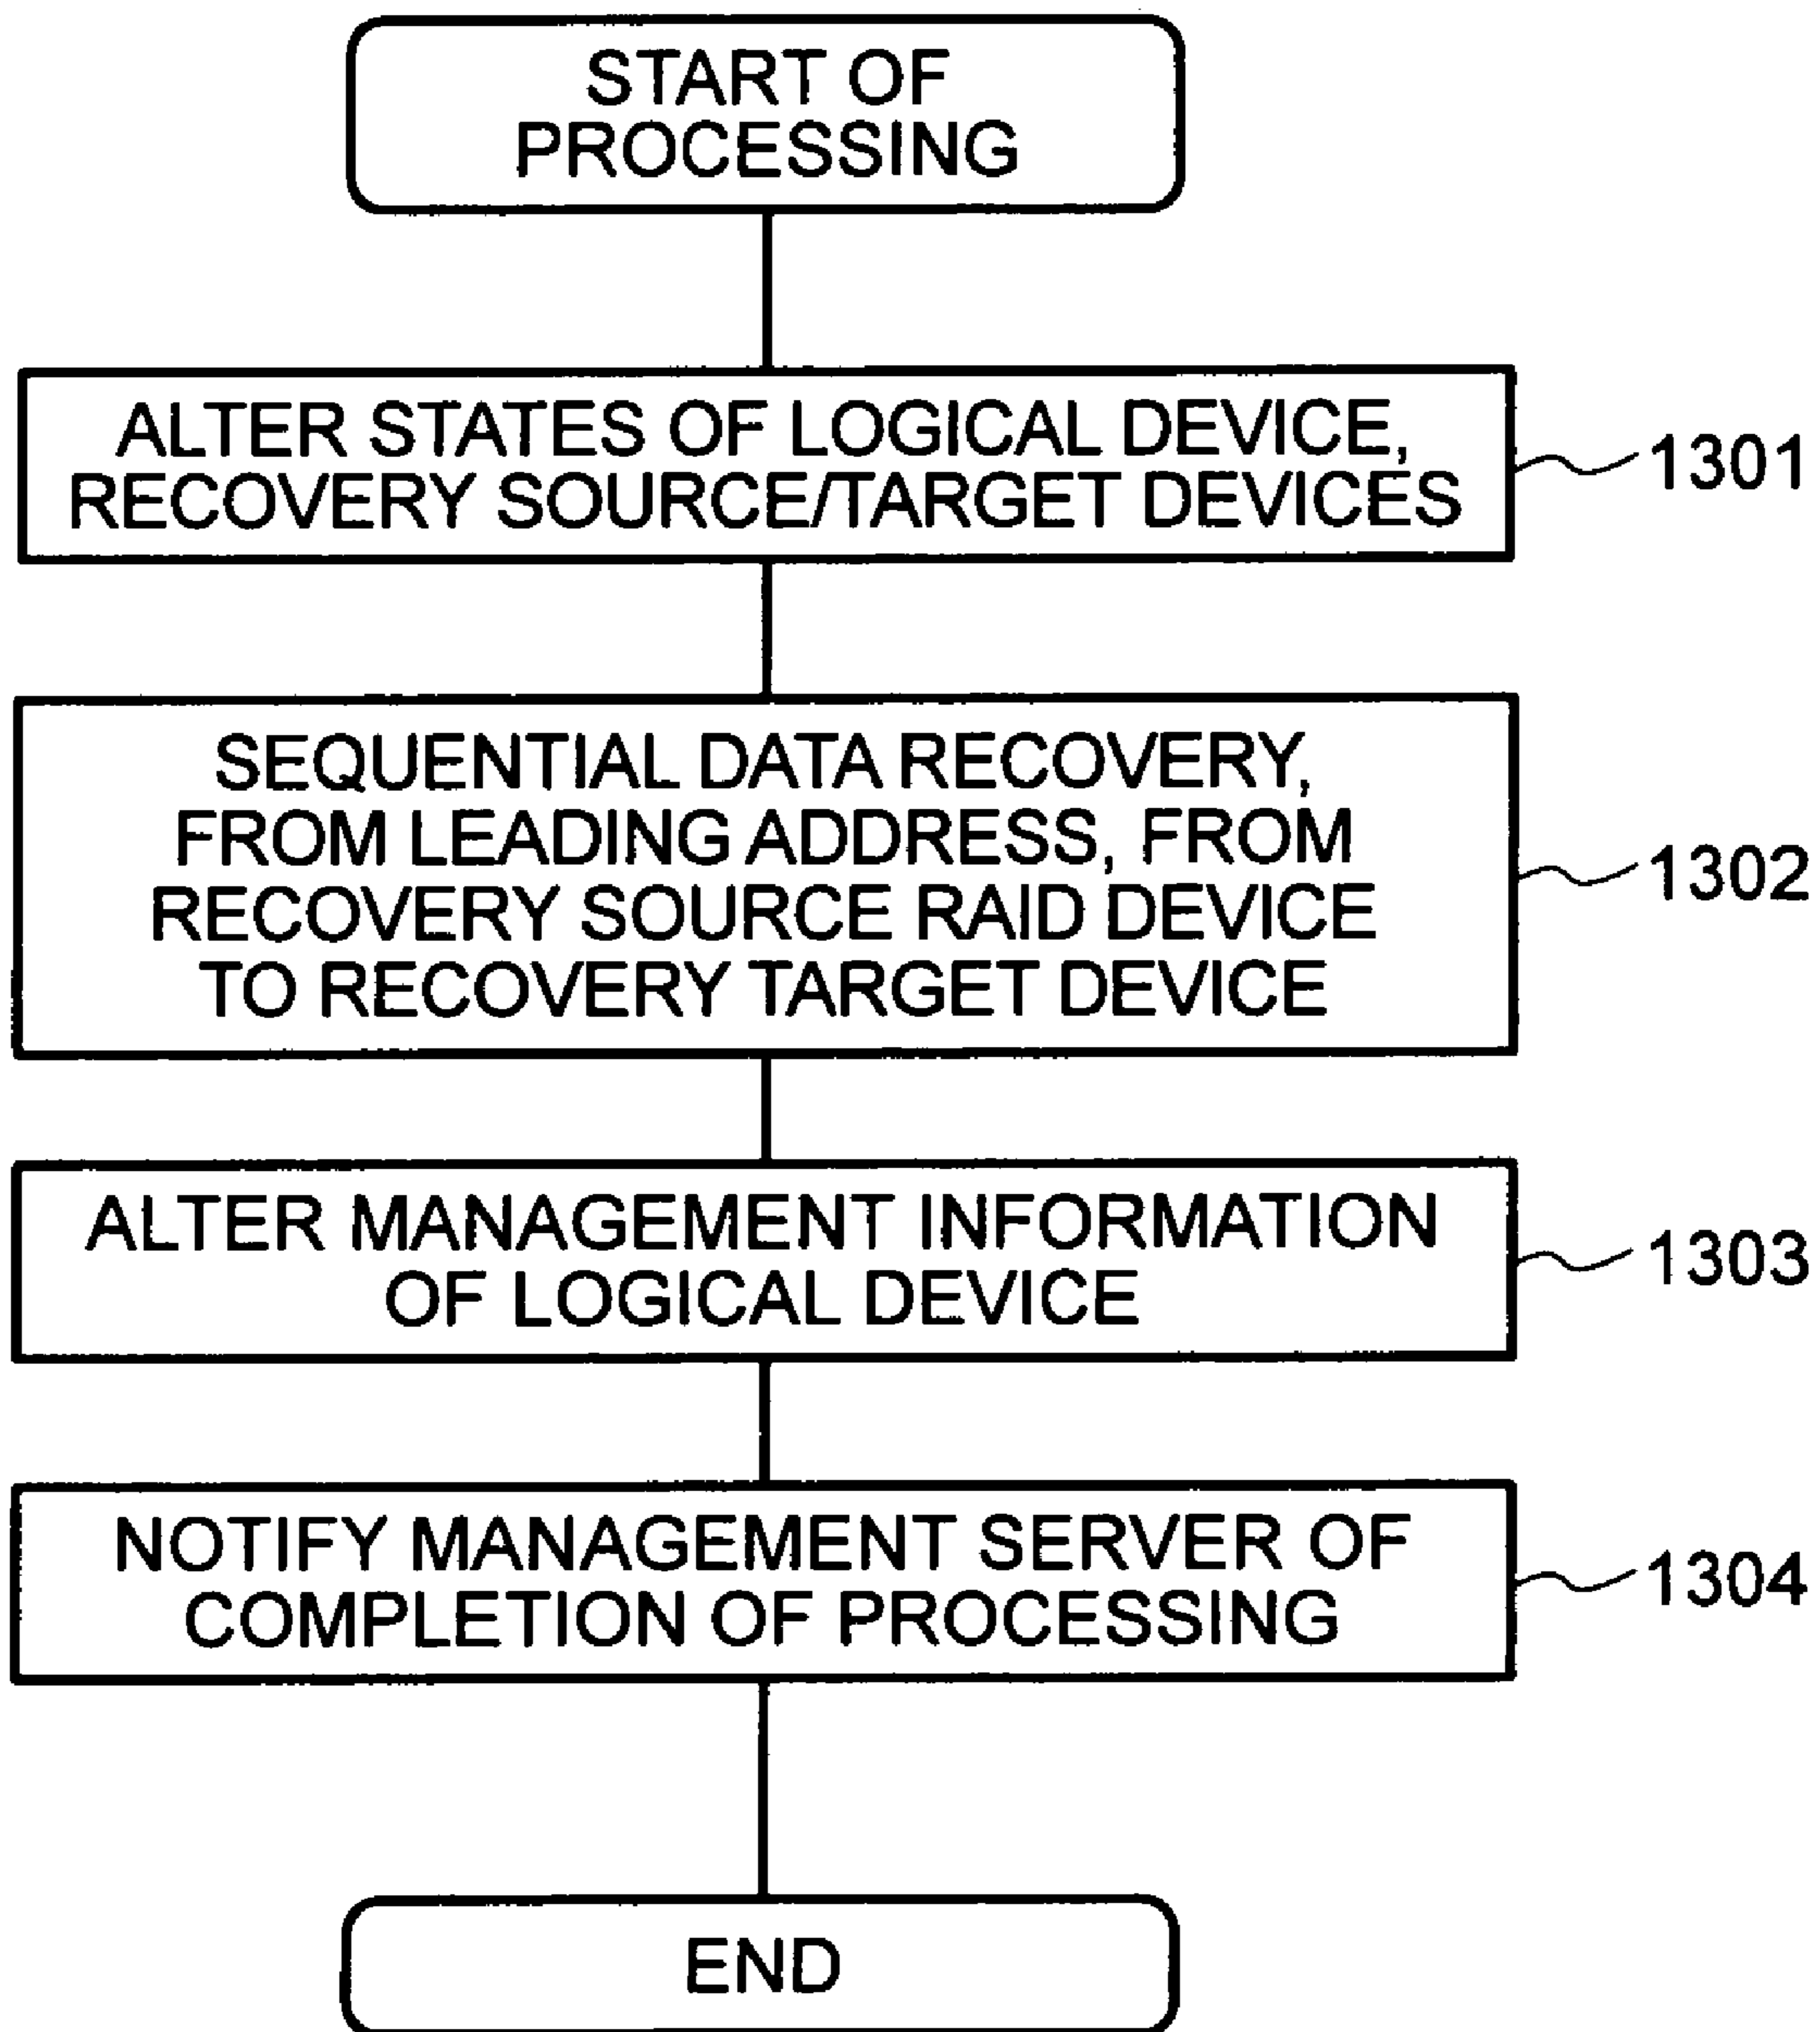 START OF
PROCESSING
ALTER STATES OF LOGICAL DEVICE,
RECOVERY SOURCE/TARGET DEVICES
1301
SEQUENTIAL DATA RECOVERY,
FROM LEADING ADDRESS, FROM
RECOVERY SOURCE RAID DEVICE
TO RECOVERY TARGET DEVICE
1302
ALTER MANAGEMENT INFORMATION
OF LOGICAL DEVICE
1303
NOTIFY MANAGEMENT SERVER OF
COMPLETION OF PROCESSING
1304
END